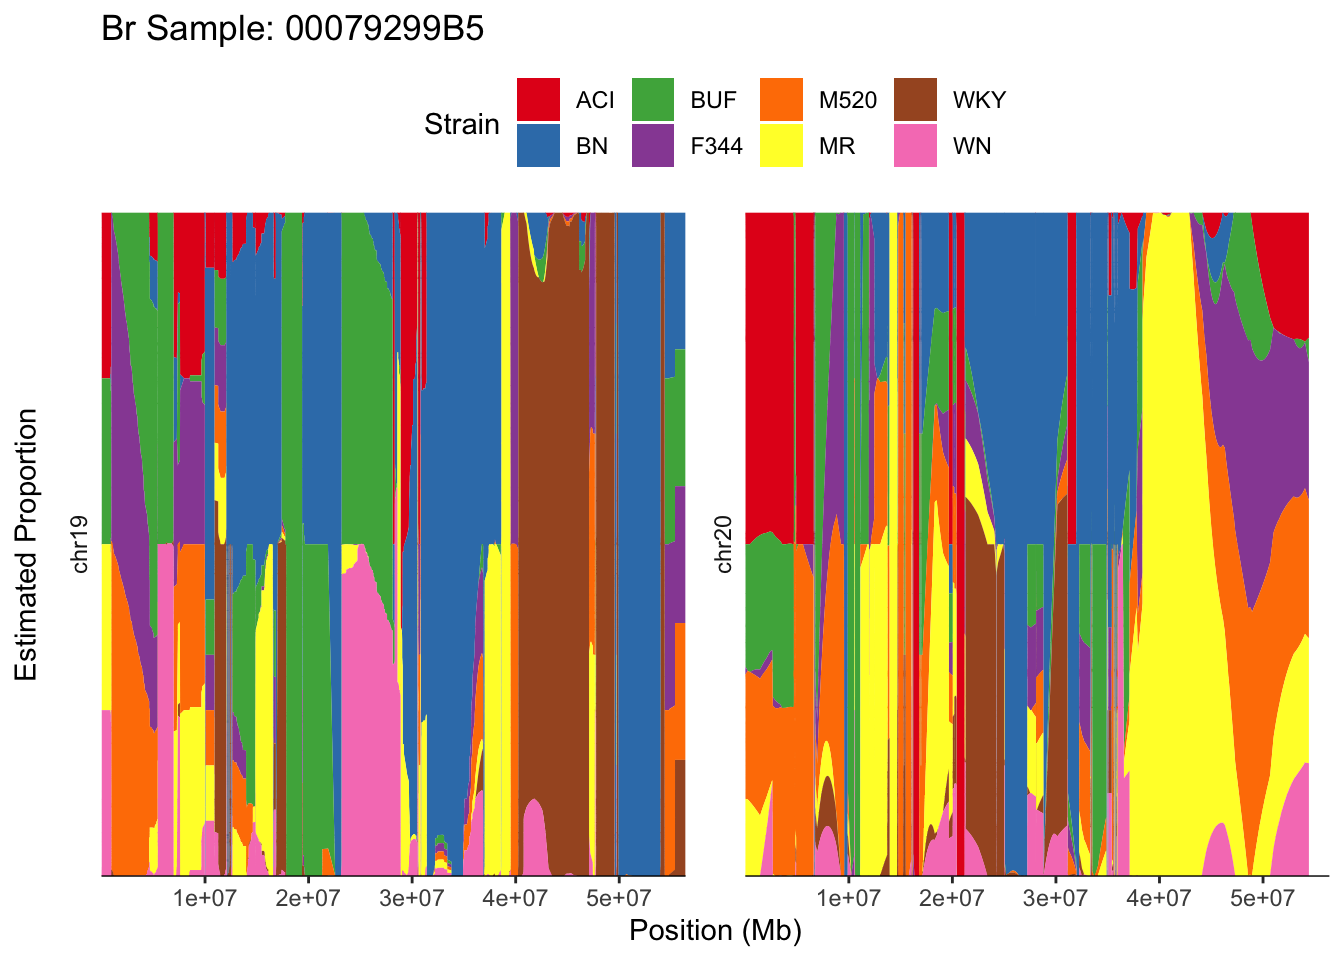 Br Sample: 00079299B5
Strain
ACI BUF M520 WKY
BN F344 MR WN
Estimated Proportion
chr19
chr20
1e+07 2e+07 3e+07 4e+07 5e+07
1e+07 2e+07 3e+07 4e+07 5e+07
Position (Mb)